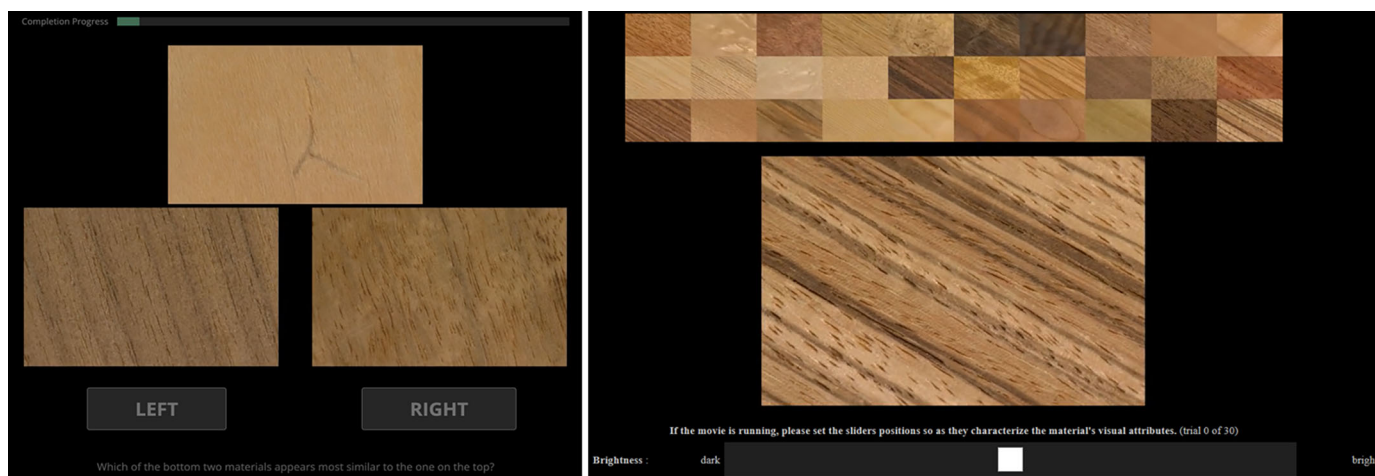 Completion Progress
LEFT
RIGHT
Which of the bottom two materials appears most similar to the one on the top?
If the movie is running, please set the sliders positions so as they characterize the material's visual attributes. (trial 0 of 30)
Brightness : dark brigh